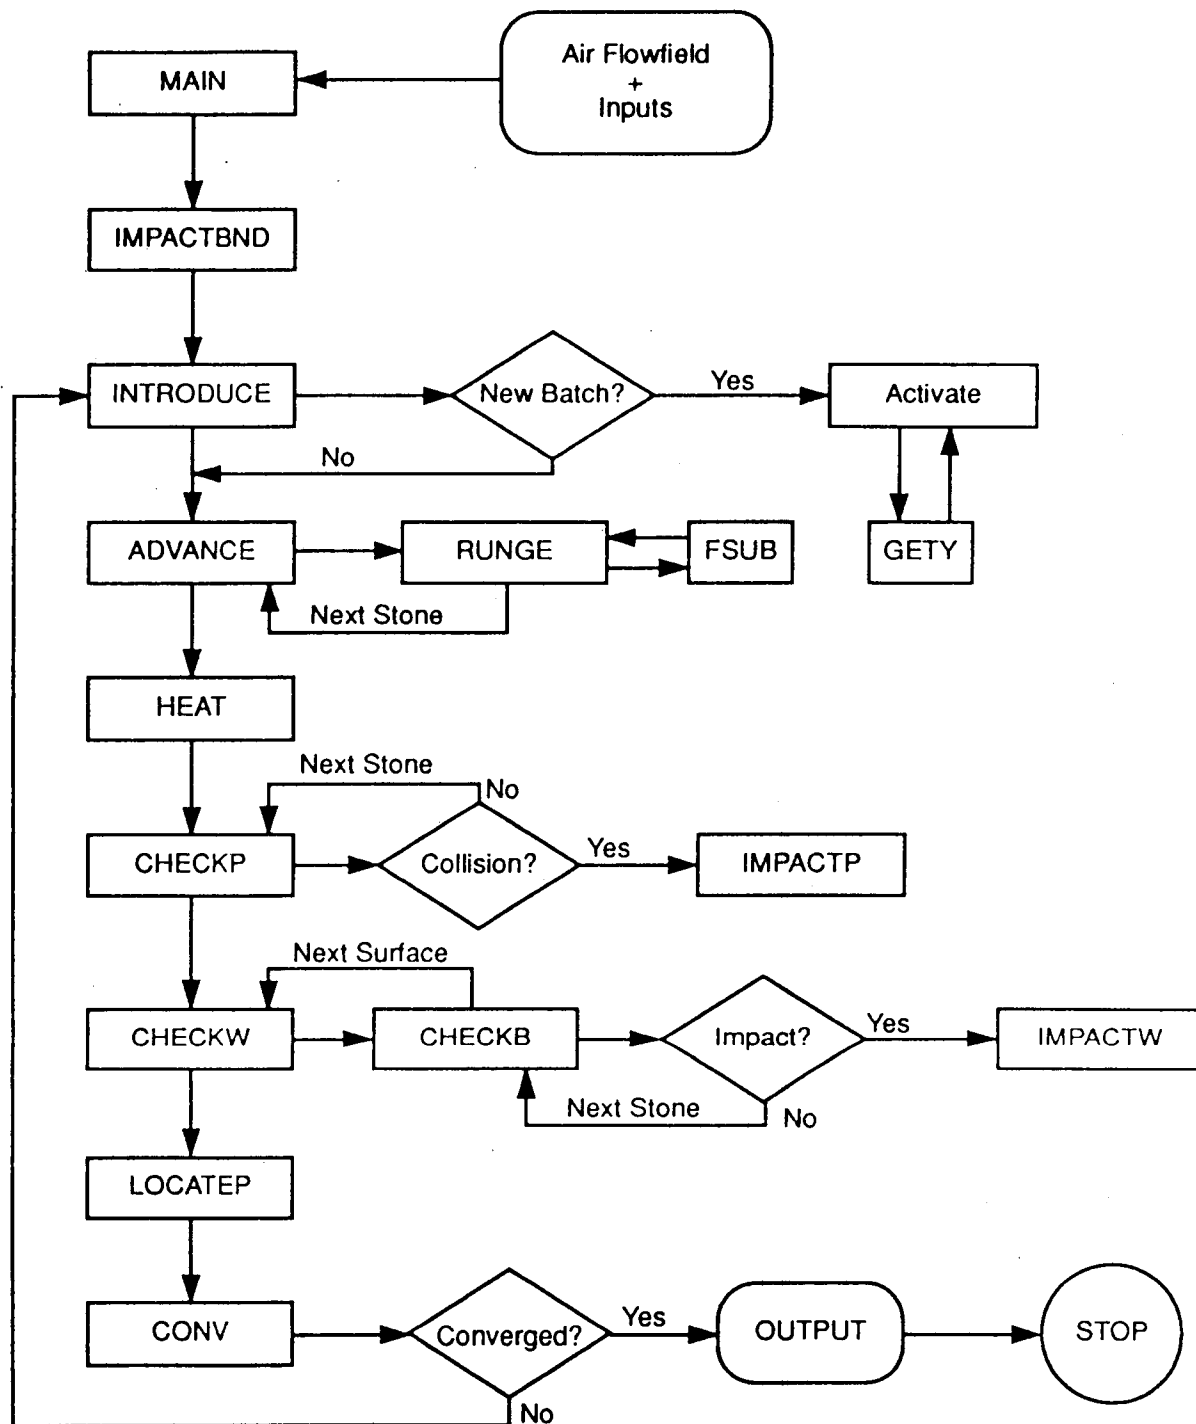 Air Flowfield
+
Inputs
MAIN
IMPACTBND
INTRODUCE
New Batch?
Yes
Activate
No
ADVANCE
RUNGE
FSUB
GETY
Next Stone
HEAT
Next Stone
No
CHECKP
Collision?
Yes
IMPACTP
Next Surface
CHECKW
CHECKB
Impact?
Yes
IMPACTW
Next Stone
No
LOCATEP
CONV
Converged?
Yes
OUTPUT
STOP
No